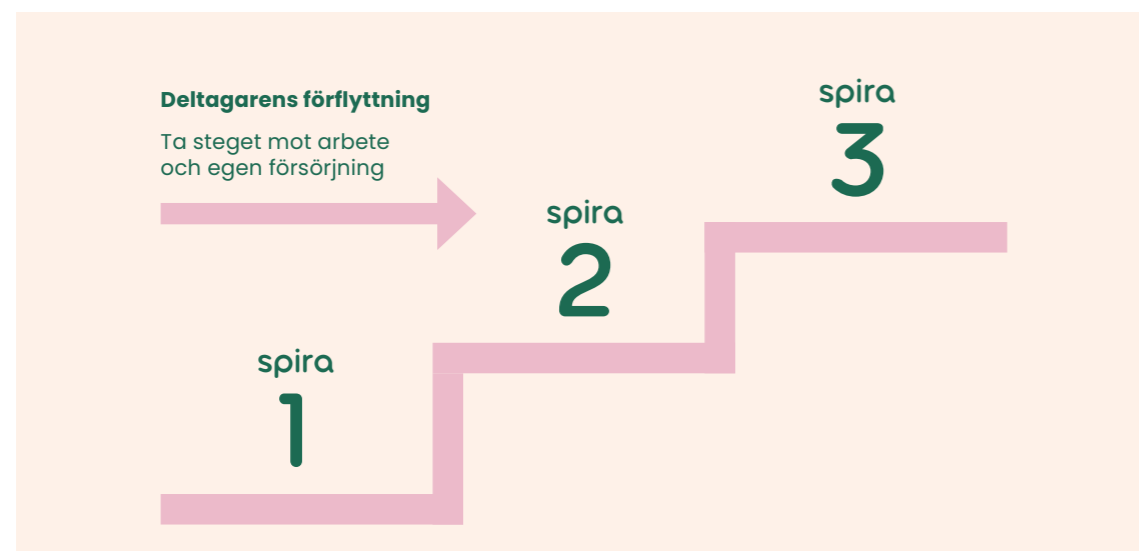 Deltagarens förflyttning
Ta steget mot arbete
och egen försörjning
spira
1
spira
2
spira
3